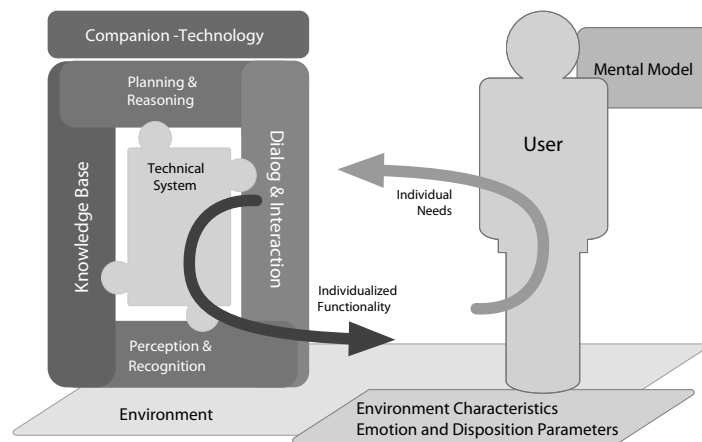 Companion -Technology
Planning &
Reasoning
Knowledge Base
Technical
System
Dialog & Interaction
Perception &
Recognition
Individual
Needs
Individualized
Functionality
User
Mental Model
Environment
Environment Characteristics
Emotion and Disposition Parameters